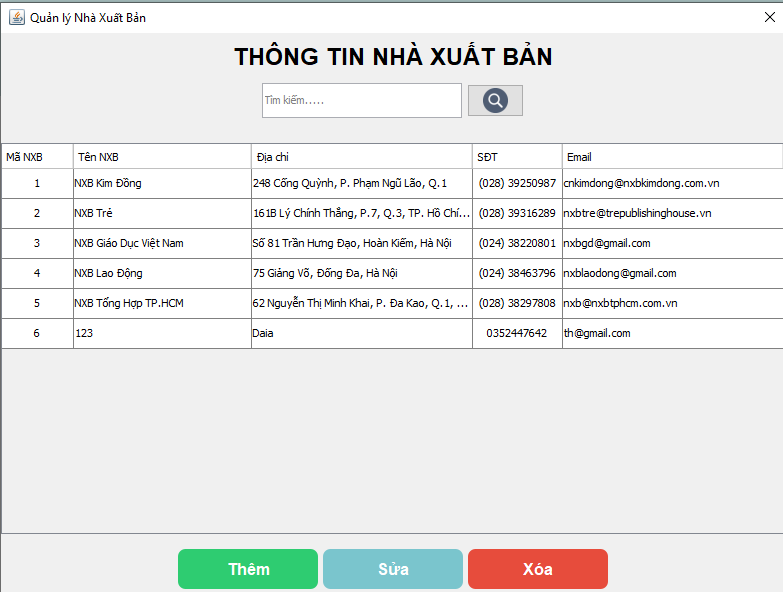 Quản lý Nhà Xuất Bản
THÔNG TIN NHÀ XUẤT BẢN
Tìm kiếm.....
Mã NXB Tên NXB Địa chỉ SĐT Email
1 NXB Kim Đồng 248 Cống Quỳnh, P. Phạm Ngũ Lão, Q.1 (028) 39250987 cnkimdong@nxbkimdong.com.vn
2 NXB Trẻ 161B Lý Chính Thắng, P.7, Q.3, TP. Hồ Chí... (028) 39316289 nxbtre@trepublishinghouse.vn
3 NXB Giáo Dục Việt Nam Số 81 Trần Hưng Đạo, Hoàn Kiếm, Hà Nội (024) 38220801 nxbgd@gmail.com
4 NXB Lao Động 75 Giảng Võ, Đống Đa, Hà Nội (024) 38463796 nxblaodong@gmail.com
5 NXB Tổng Hợp TP.HCM 62 Nguyễn Thị Minh Khai, P. Đa Kao, Q.1, ... (028) 38297808 nxb@nxbtphcm.com.vn
6 123 Daia 0352447642 th@gmail.com
Thêm Sửa Xóa